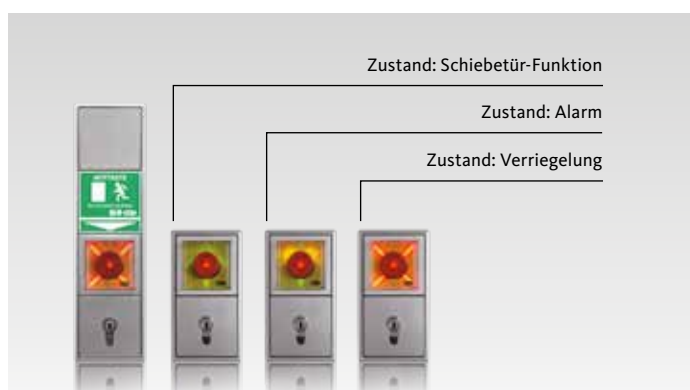 Zustand: Schiebetür-Funktion
Zustand: Alarm
Zustand: Verriegelung
NOTTASTE